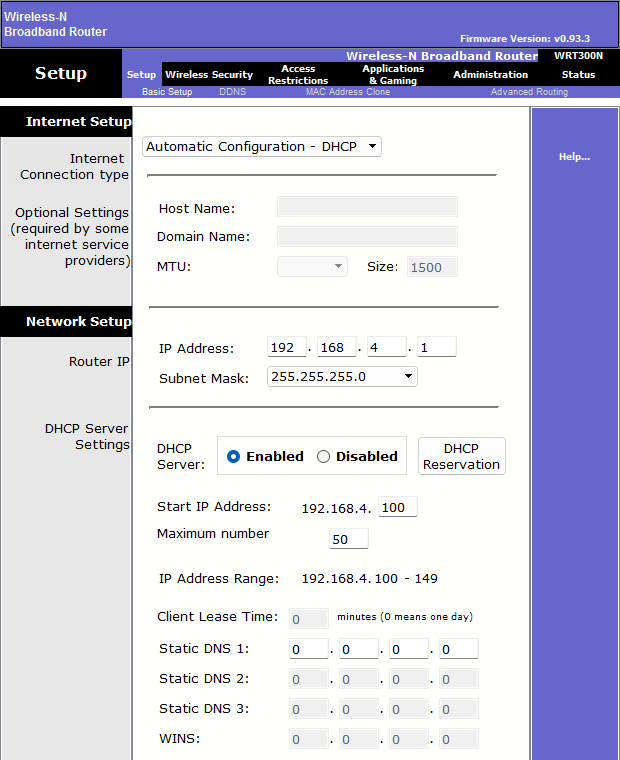 Wireless-N
Broadband Router
Firmware Version: v0.93.3
Wireless-N Broadband Router WRT300N
Setup
Setup Wireless Security Access Restrictions Applications & Gaming Administration Status
Basic Setup DDNS MAC Address Clone Advanced Routing
Internet Setup
Internet
Connection type
Automatic Configuration - DHCP
Help...
Optional Settings
(required by some
internet service
providers)
Host Name:
Domain Name:
MTU: Size: 1500
Network Setup
Router IP
IP Address: 192 . 168 . 4 . 1
Subnet Mask: 255.255.255.0
DHCP Server
Settings
DHCP
Server: Enabled Disabled
DHCP
Reservation
Start IP Address: 192.168.4. 100
Maximum number 50
IP Address Range: 192.168.4. 100 - 149
Client Lease Time: 0 minutes (0 means one day)
Static DNS 1: 0 . 0 . 0 . 0
Static DNS 2: 0 . 0 . 0 . 0
Static DNS 3: 0 . 0 . 0 . 0
WINS: 0 . 0 . 0 . 0